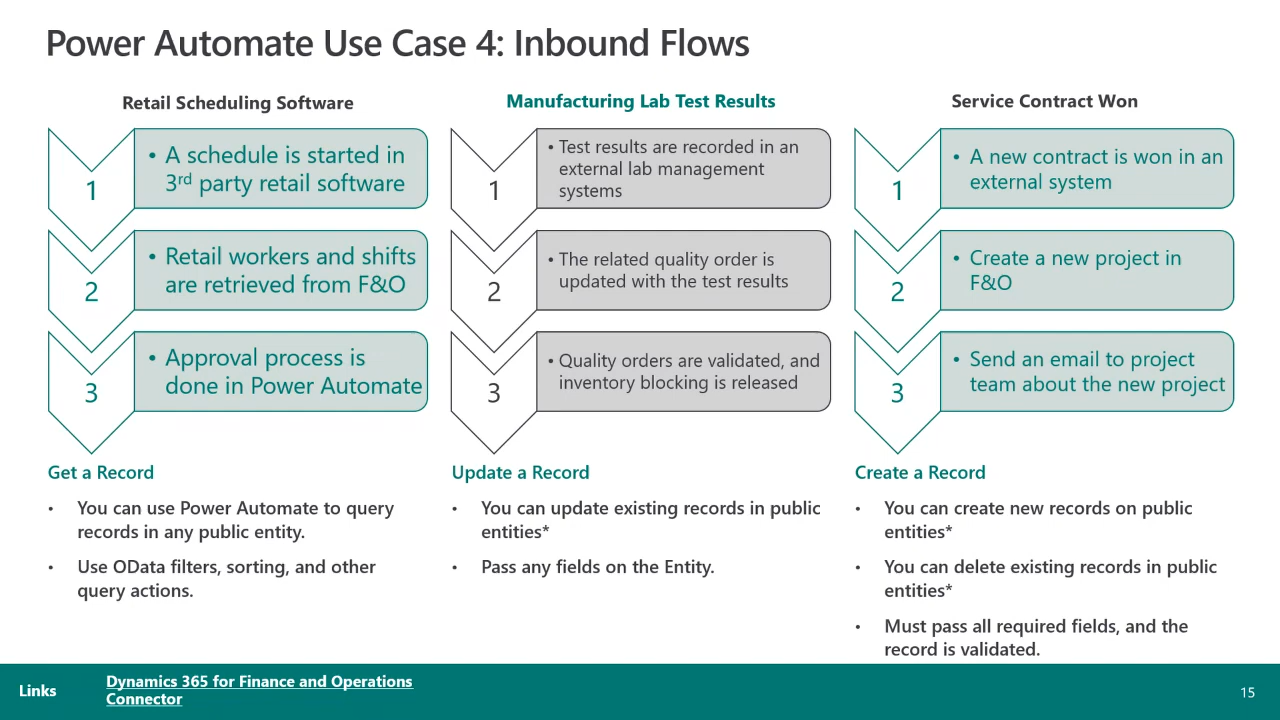 Power Automate Use Case 4: Inbound Flows
Retail Scheduling Software
1
• A schedule is started in
3rd party retail software
2
• Retail workers and shifts
are retrieved from F&O
3
• Approval process is
done in Power Automate
Get a Record
• You can use Power Automate to query
records in any public entity.
• Use OData filters, sorting, and other
query actions.
Manufacturing Lab Test Results
1
• Test results are recorded in an
external lab management
systems
2
• The related quality order is
updated with the test results
3
• Quality orders are validated, and
inventory blocking is released
Update a Record
• You can update existing records in public
entities*
• Pass any fields on the Entity.
Service Contract Won
1
• A new contract is won in an
external system
2
• Create a new project in
F&O
3
• Send an email to project
team about the new project
Create a Record
• You can create new records on public
entities*
• You can delete existing records in public
entities*
• Must pass all required fields, and the
record is validated.
Links
Dynamics 365 for Finance and Operations
Connector
15